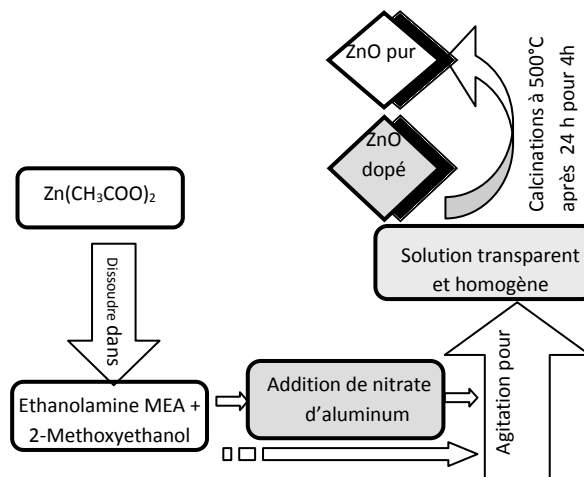 ZnO pur
ZnO
dopé
Calcinations à 500°C
après 24 h pour 4h
Zn(CH₃COO)₂
Dissoudre dans
Solution transparent
et homogène
Ethanolamine MEA +
2-Methoxyethanol
Addition de nitrate
d'aluminum
Agitation pour